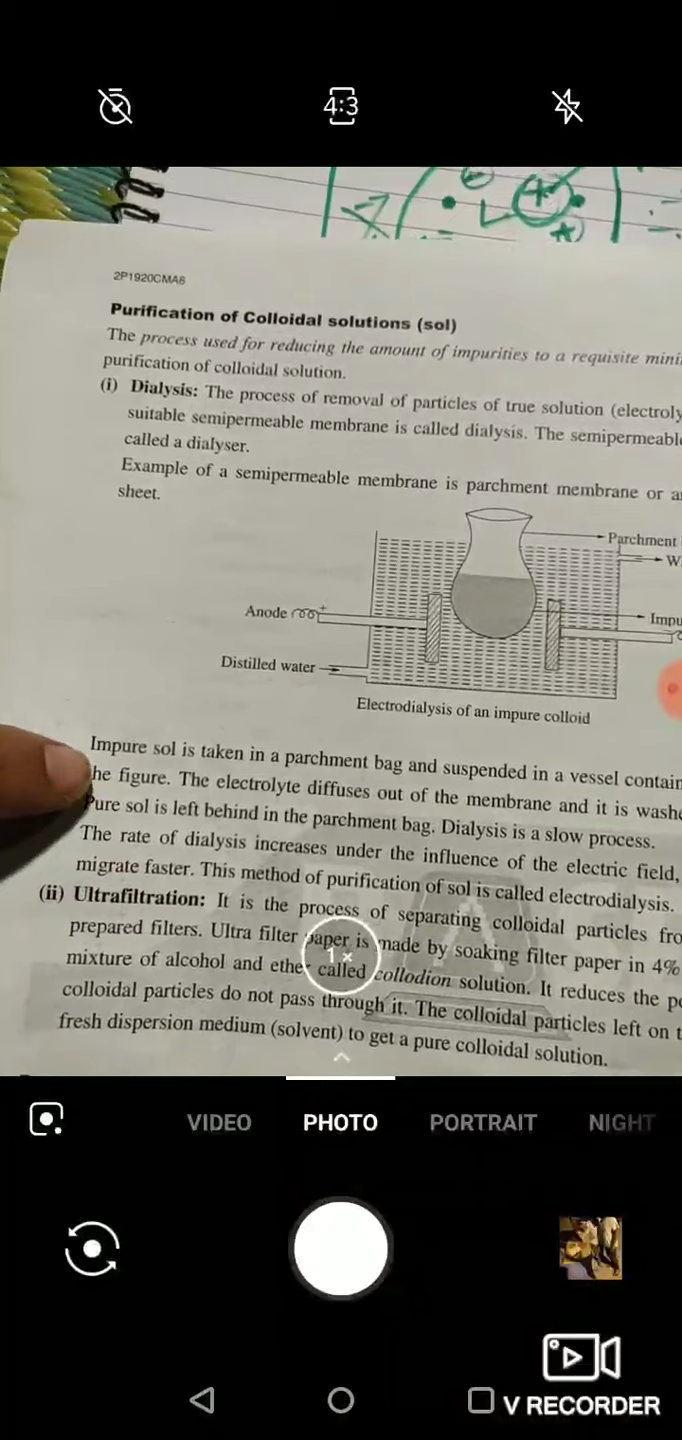 4:3
2P1920CMA6
Purification of Colloidal solutions (sol)
The process used for reducing the amount of impurities to a requisite
purification of colloidal solution.
(i) Dialysis: The process of removal of particles of true solution
suitable semipermeable membrane is called dialysis. The
called a dialyser.
Example of a semipermeable membrane is parchment membrane or
sheet.
Parchment
Anode
+
Distilled water
Electrodialysis of an impure colloid
Impure sol is taken in a parchment bag and suspended in a vessel
figure. The electrolyte diffuses out of the membrane and it is
Pure sol is left behind in the parchment bag. Dialysis is a slow process.
The rate of dialysis increases under the influence of the electric field,
migrate faster. This method of purification of sol is called electrodialysis.
(ii) Ultrafiltration: It is the process of separating colloidal particles
prepared filters. Ultra filter paper is made by soaking filter paper in 4%
mixture of alcohol and called collodion solution. It reduces the
colloidal particles do not pass through it. The colloidal particles left on
fresh dispersion medium (solvent) to get a pure colloidal solution.
1×
VIDEO PHOTO PORTRAIT NIGHT
V RECORDER